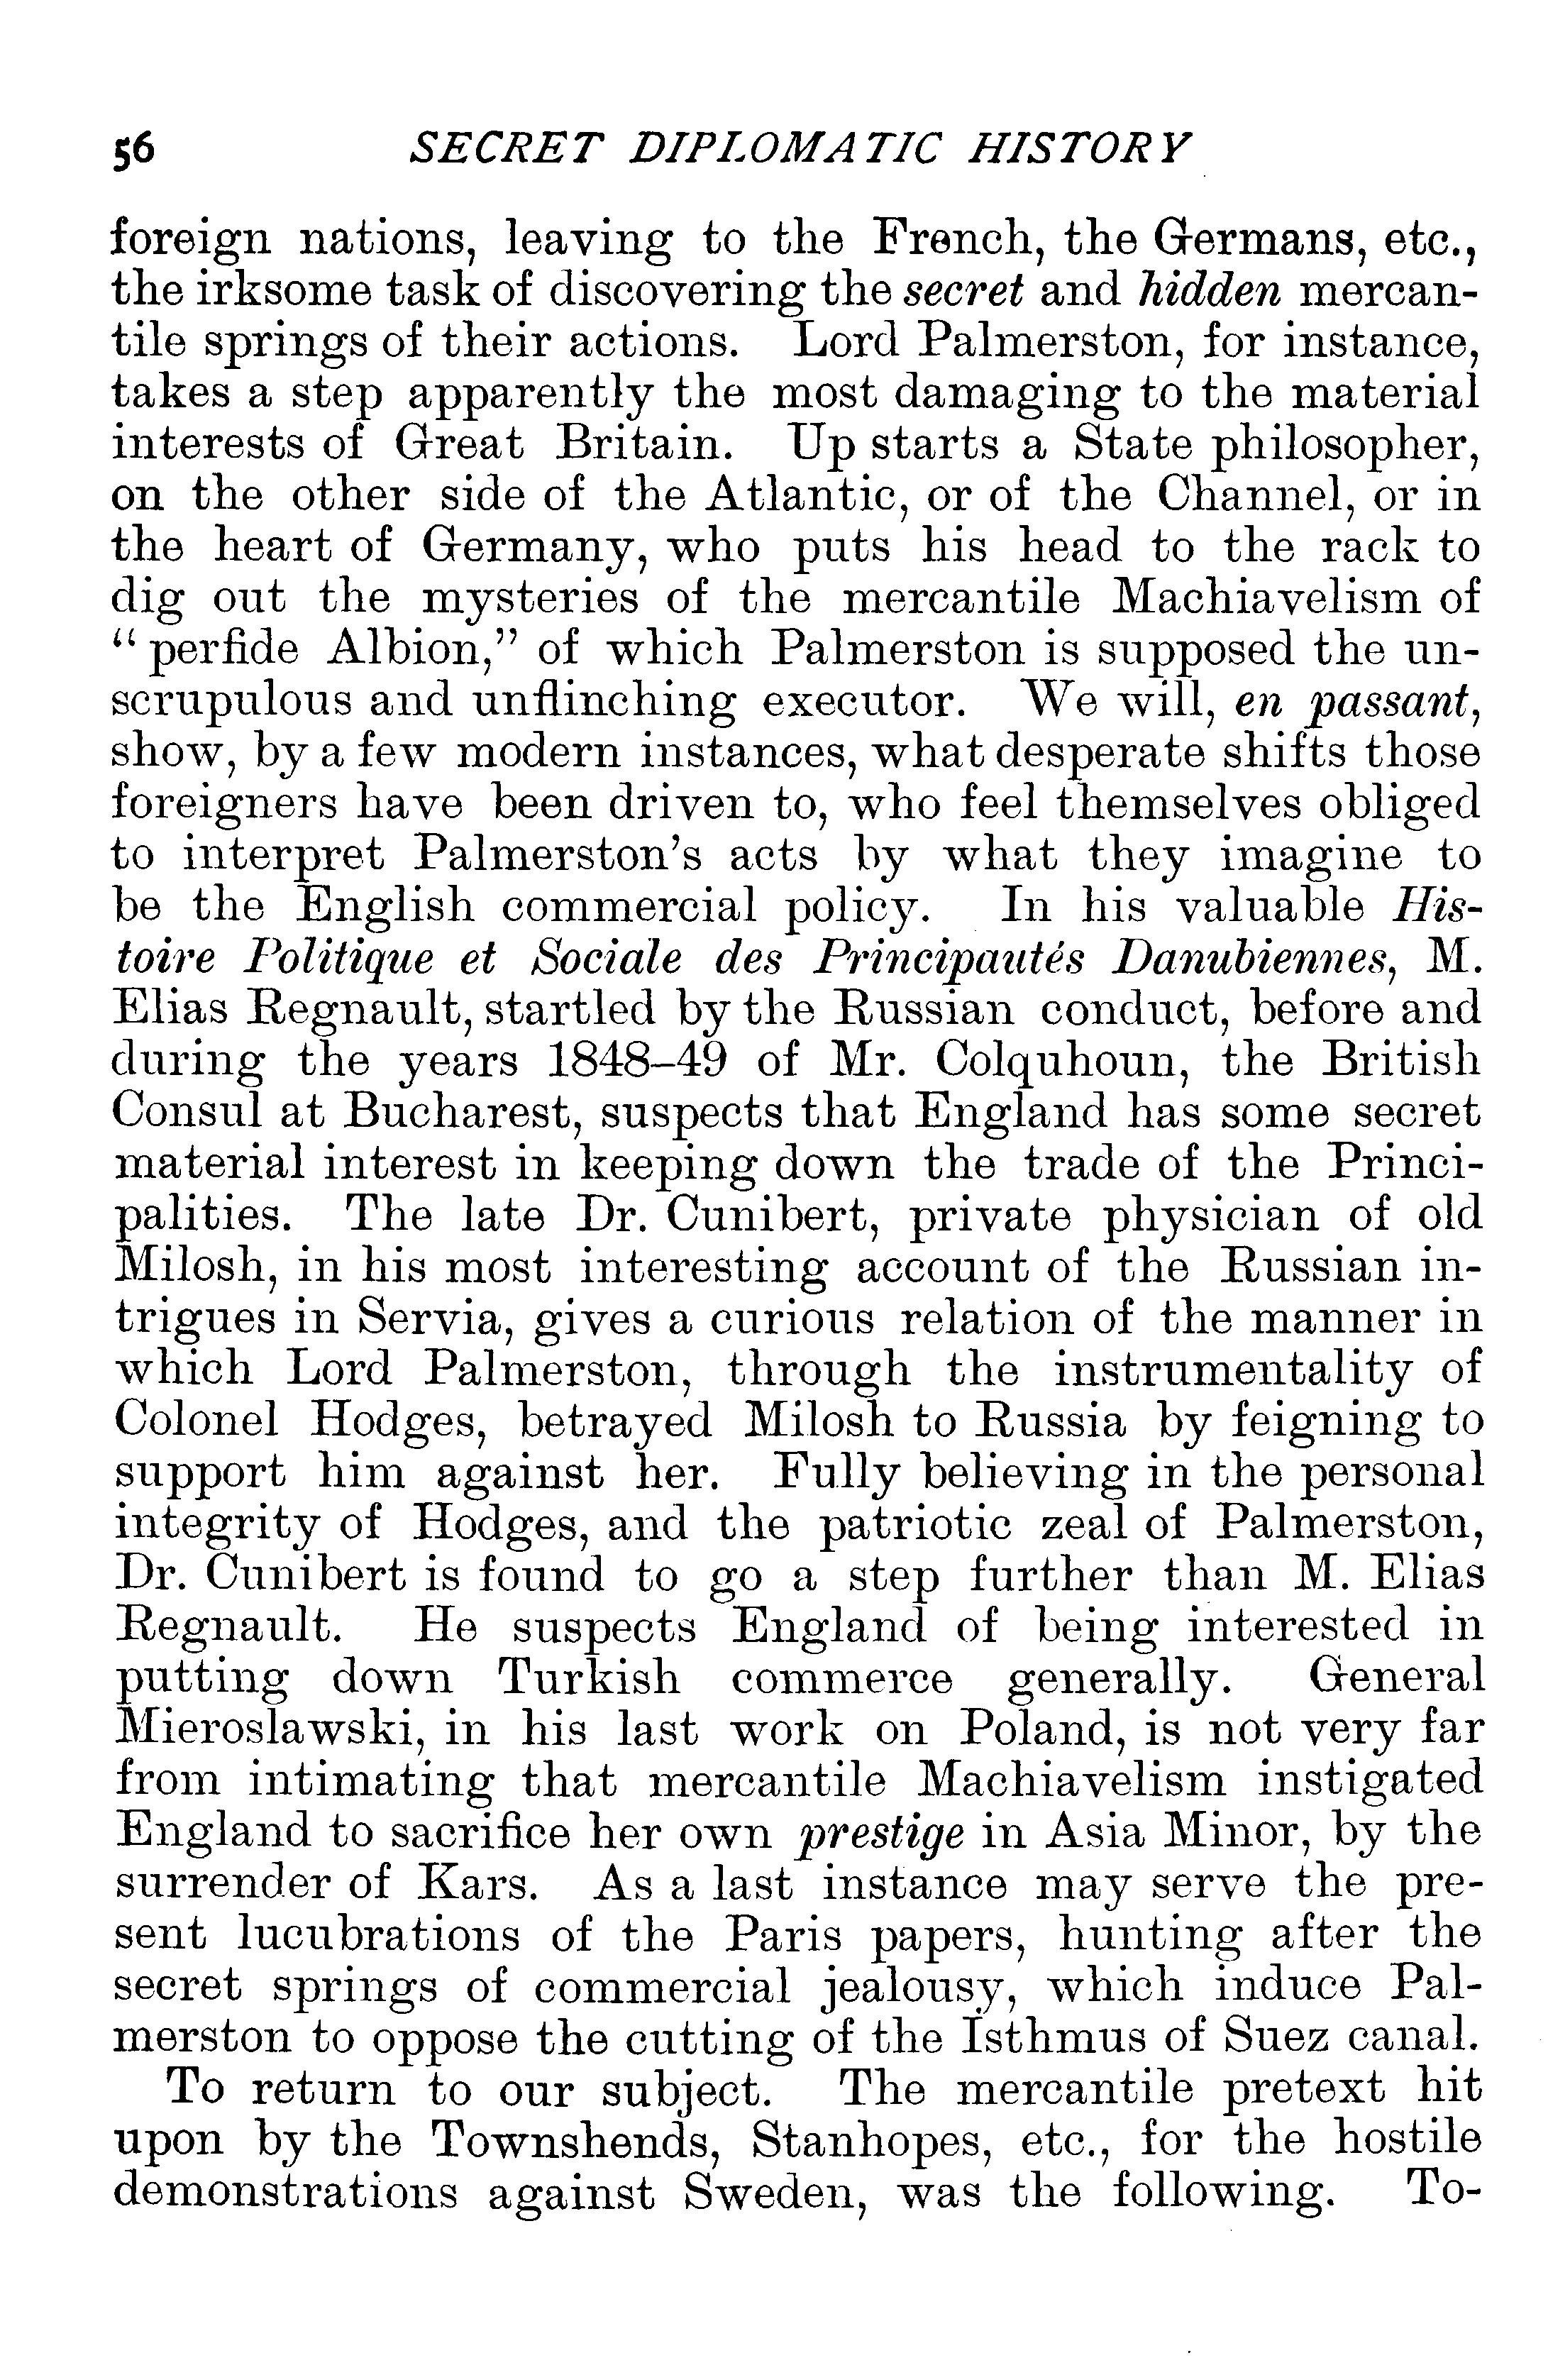 56 SECRET DIPLOMATIC HISTORY
foreign nations, leaving to the French, the Germans, etc.,
the irksome task of discovering the secret and hidden mercan-
tile springs of their actions. Lord Palmerston, for instance,
takes a step apparently the most damaging to the material
interests of Great Britain. Up starts a State philosopher,
on the other side of the Atlantic, or of the Channel, or in
the heart of Germany, who puts his head to the rack to
dig out the mysteries of the mercantile Machiavelism of
“perfide Albion,” of which Palmerston is supposed the un-
scrupulous and unflinching executor. We will, en passant,
show, by a few modern instances, what desperate shifts those
foreigners have been driven to, who feel themselves obliged
to interpret Palmerston’s acts by what they imagine to
be the English commercial policy. In his valuable His-
toire Politique et Sociale des Principautés Danubiennes, M.
Elias Regnault, startled by the Russian conduct, before and
during the years 1848–49 of Mr. Colquhoun, the British
Consul at Bucharest, suspects that England has some secret
material interest in keeping down the trade of the Princi-
palities. The late Dr. Cunibert, private physician of old
Milosh, in his most interesting account of the Russian in-
trigues in Servia, gives a curious relation of the manner in
which Lord Palmerston, through the instrumentality of
Colonel Hodges, betrayed Milosh to Russia by feigning to
support him against her. Fully believing in the personal
integrity of Hodges, and the patriotic zeal of Palmerston,
Dr. Cunibert is found to go a step further than M. Elias
Regnault. He suspects England of being interested in
putting down Turkish commerce generally. General
Mieroslawski, in his last work on Poland, is not very far
from intimating that mercantile Machiavelism instigated
England to sacrifice her own prestige in Asia Minor, by the
surrender of Kars. As a last instance may serve the pre-
sent lucubrations of the Paris papers, hunting after the
secret springs of commercial jealousy, which induce Pal-
merston to oppose the cutting of the Isthmus of Suez canal.
To return to our subject. The mercantile pretext hit
upon by the Townshends, Stanhopes, etc., for the hostile
demonstrations against Sweden, was the following. To-